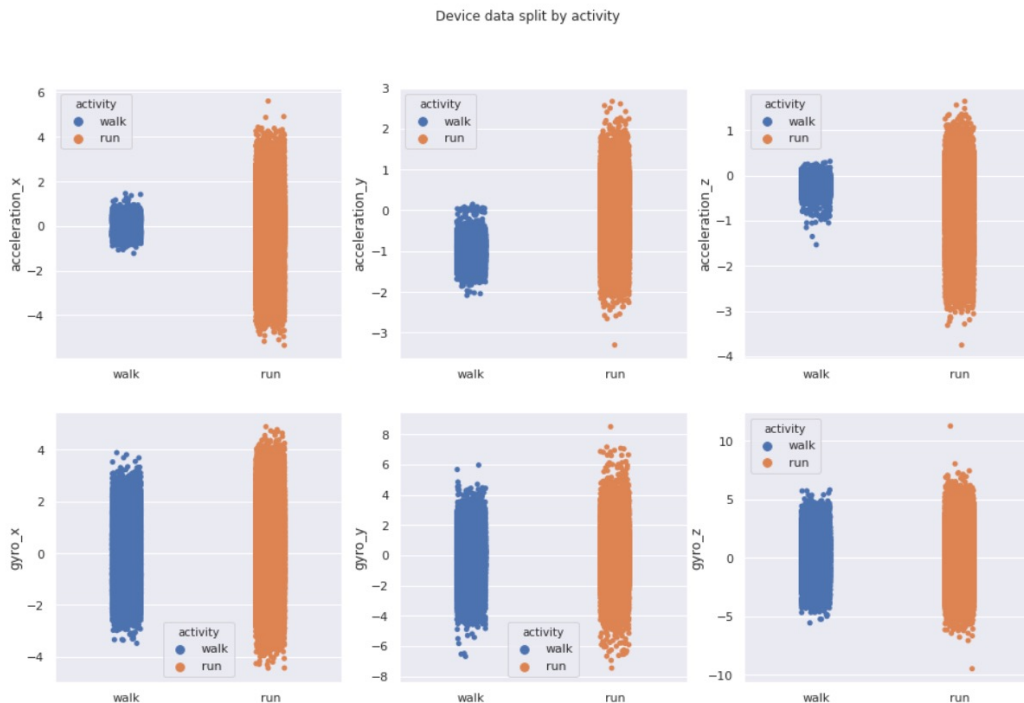 Device data split by activity
acceleration_x
6
4
2
0
−2
−4
activity
walk
run
walk
run
acceleration_y
3
2
1
0
−1
−2
−3
activity
walk
run
walk
run
acceleration_z
1
0
−1
−2
−3
−4
activity
walk
run
walk
run
gyro_x
4
2
0
−2
−4
activity
walk
run
walk
run
gyro_y
8
6
4
2
0
−2
−4
−6
−8
activity
walk
run
walk
run
gyro_z
10
5
0
−5
−10
activity
walk
run
walk
run